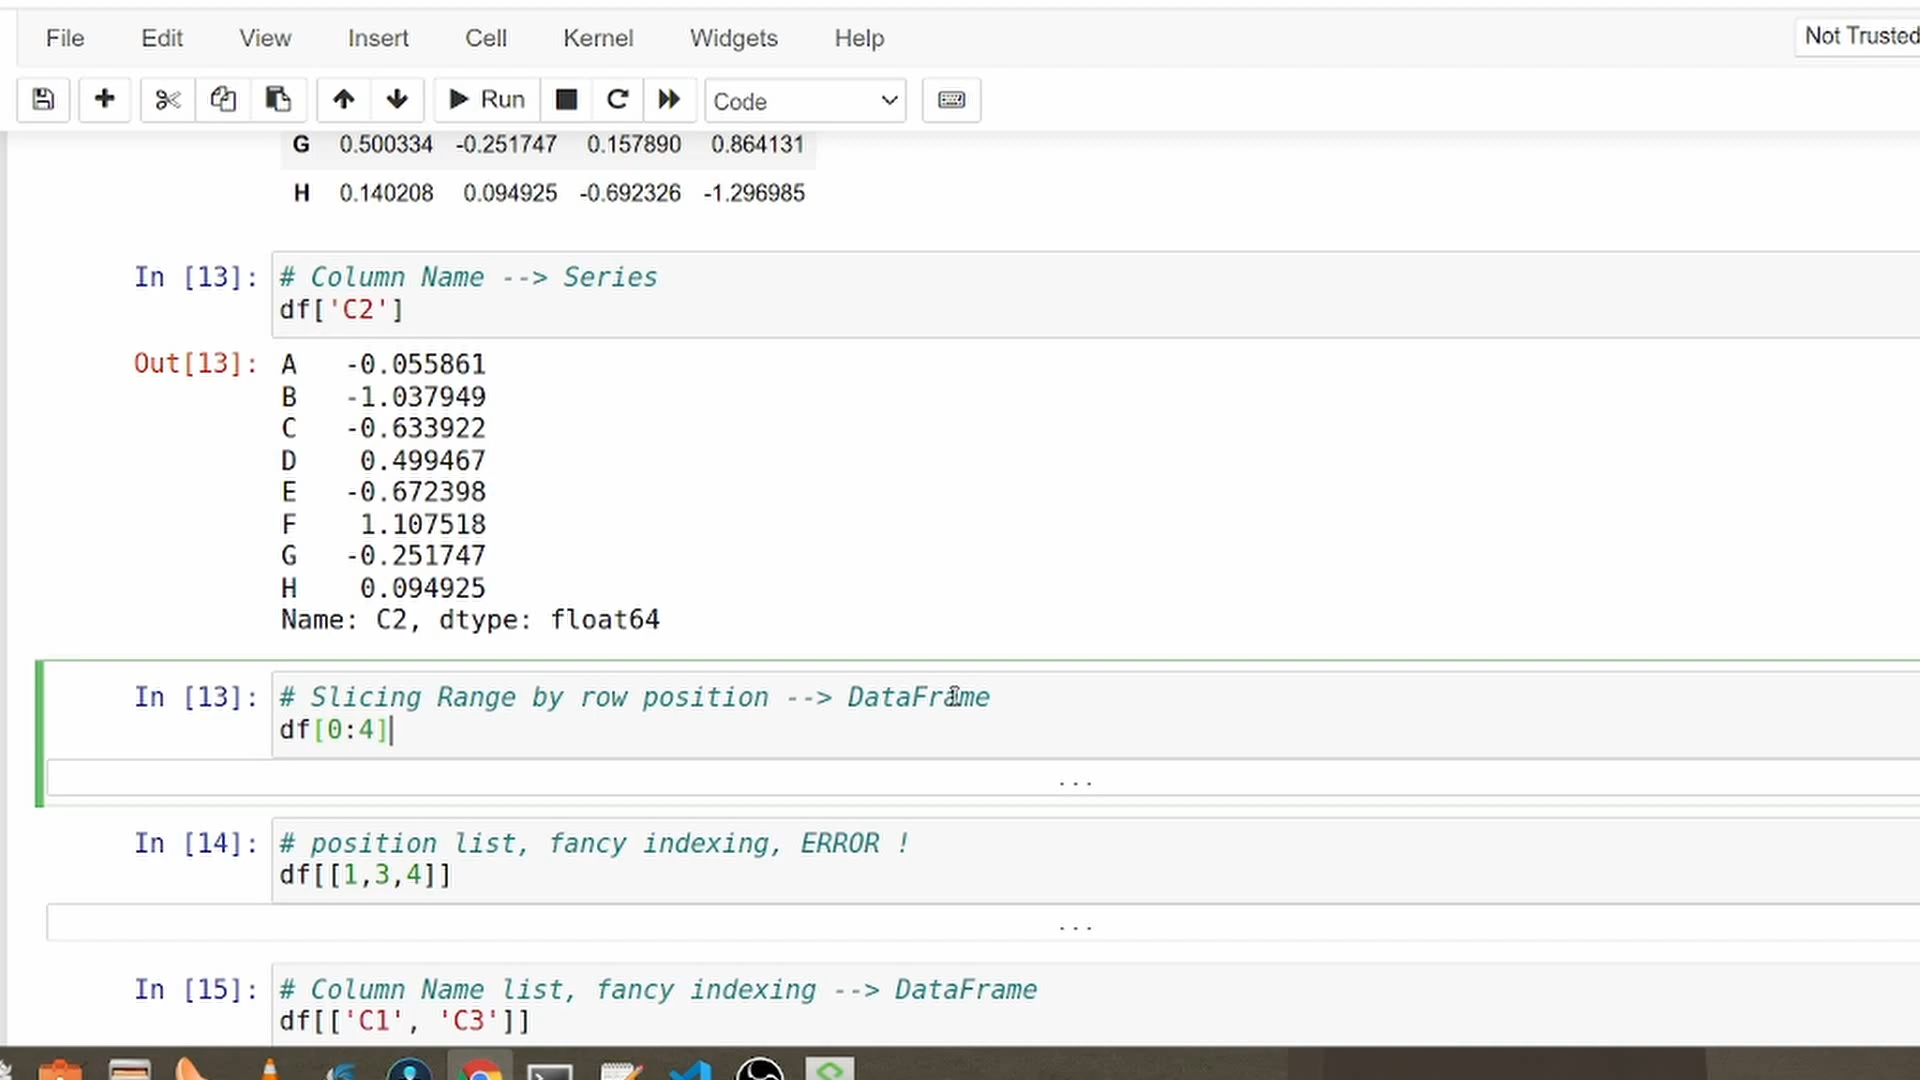 File Edit View Insert Cell Kernel Widgets Help Not Trusted
Run Code
G 0.500334 -0.251747 0.157890 0.864131
H 0.140208 0.094925 -0.692326 -1.296985
In [13]: # Column Name --> Series
df['C2']
Out[13]: A -0.055861
B -1.037949
C -0.633922
D 0.499467
E -0.672398
F 1.107518
G -0.251747
H 0.094925
Name: C2, dtype: float64
In [13]: # Slicing Range by row position --> DataFrame
df[0:4]
...
In [14]: # position list, fancy indexing, ERROR !
df[[1,3,4]]
...
In [15]: # Column Name list, fancy indexing --> DataFrame
df[['C1', 'C3']]